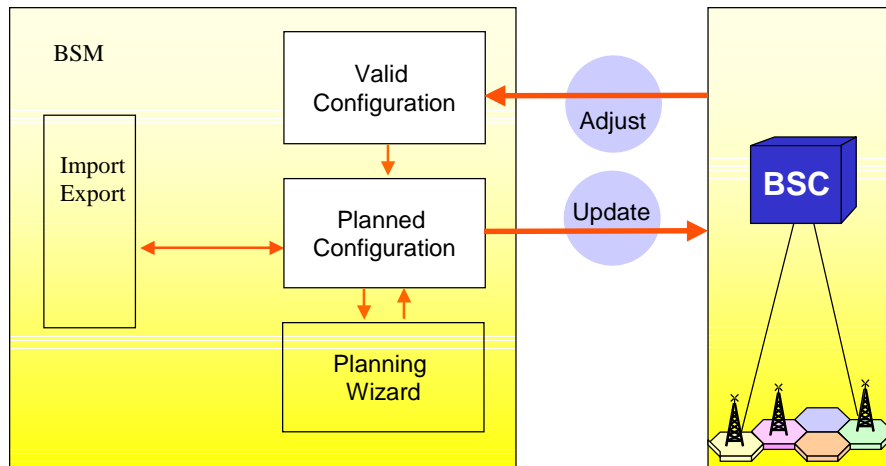 BSM
Valid
Configuration
Adjust
Import
Export
BSC
Planned
Configuration
Update
Planning
Wizard